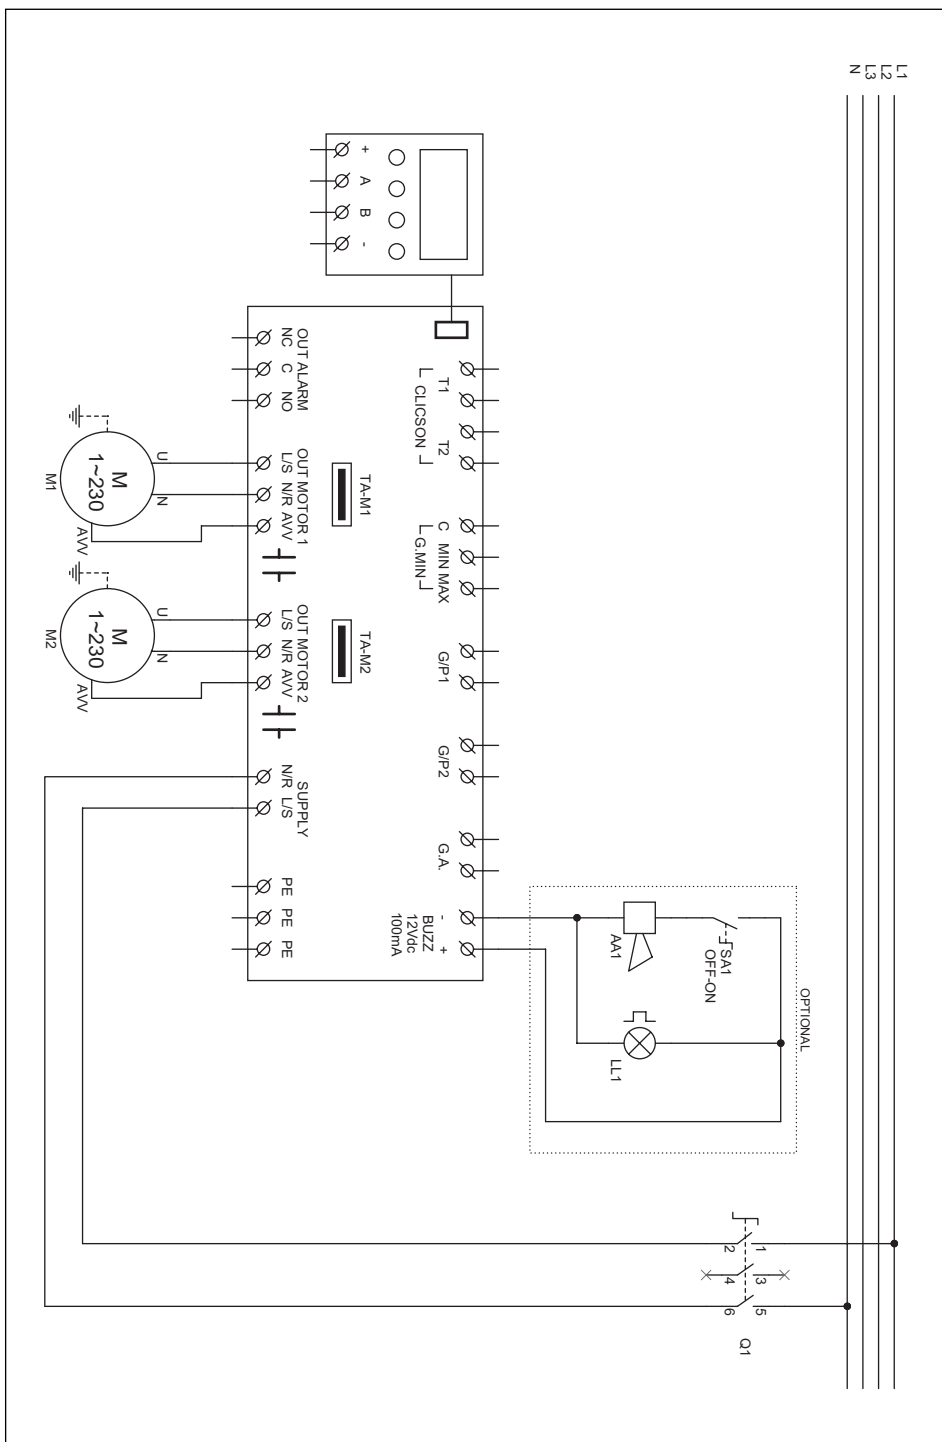 L1
L2
L3
N
+ A B -
T1 T2
CLICSON
C MIN MAX
G.MIN
G/P1
G/P2
G.A.
- +
BUZZ
12Vdc
100mA
OPTIONAL
SA1
OFF-ON
AA1
LL1
1 3 5
2 4 6
Q1
TA-M1
TA-M2
OUT ALARM
NC C NO
OUT MOTOR 1
L/S N/R AVV
OUT MOTOR 2
L/S N/R AVV
SUPPLY
N/R L/S
PE PE PE
U N AVV
M
1~230
M1
U N AVV
M
1~230
M2